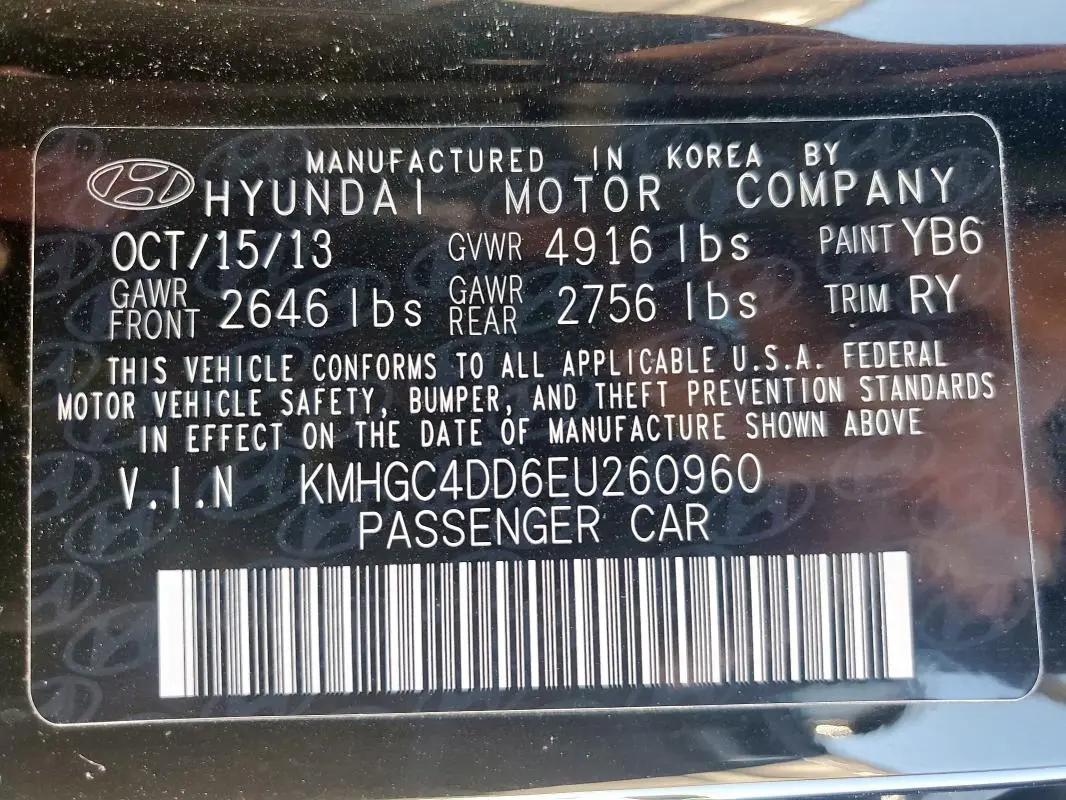 MANUFACTURED IN KOREA BY
HYUNDAI MOTOR COMPANY
OCT/15/13 GVWR 4916 lbs PAINT YB6
GAWR FRONT 2646 lbs GAWR REAR 2756 lbs TRIM RY
THIS VEHICLE CONFORMS TO ALL APPLICABLE U.S.A. FEDERAL
MOTOR VEHICLE SAFETY, BUMPER, AND THEFT PREVENTION STANDARDS
IN EFFECT ON THE DATE OF MANUFACTURE SHOWN ABOVE
V.I.N KMHGC4DD6EU260960
PASSENGER CAR